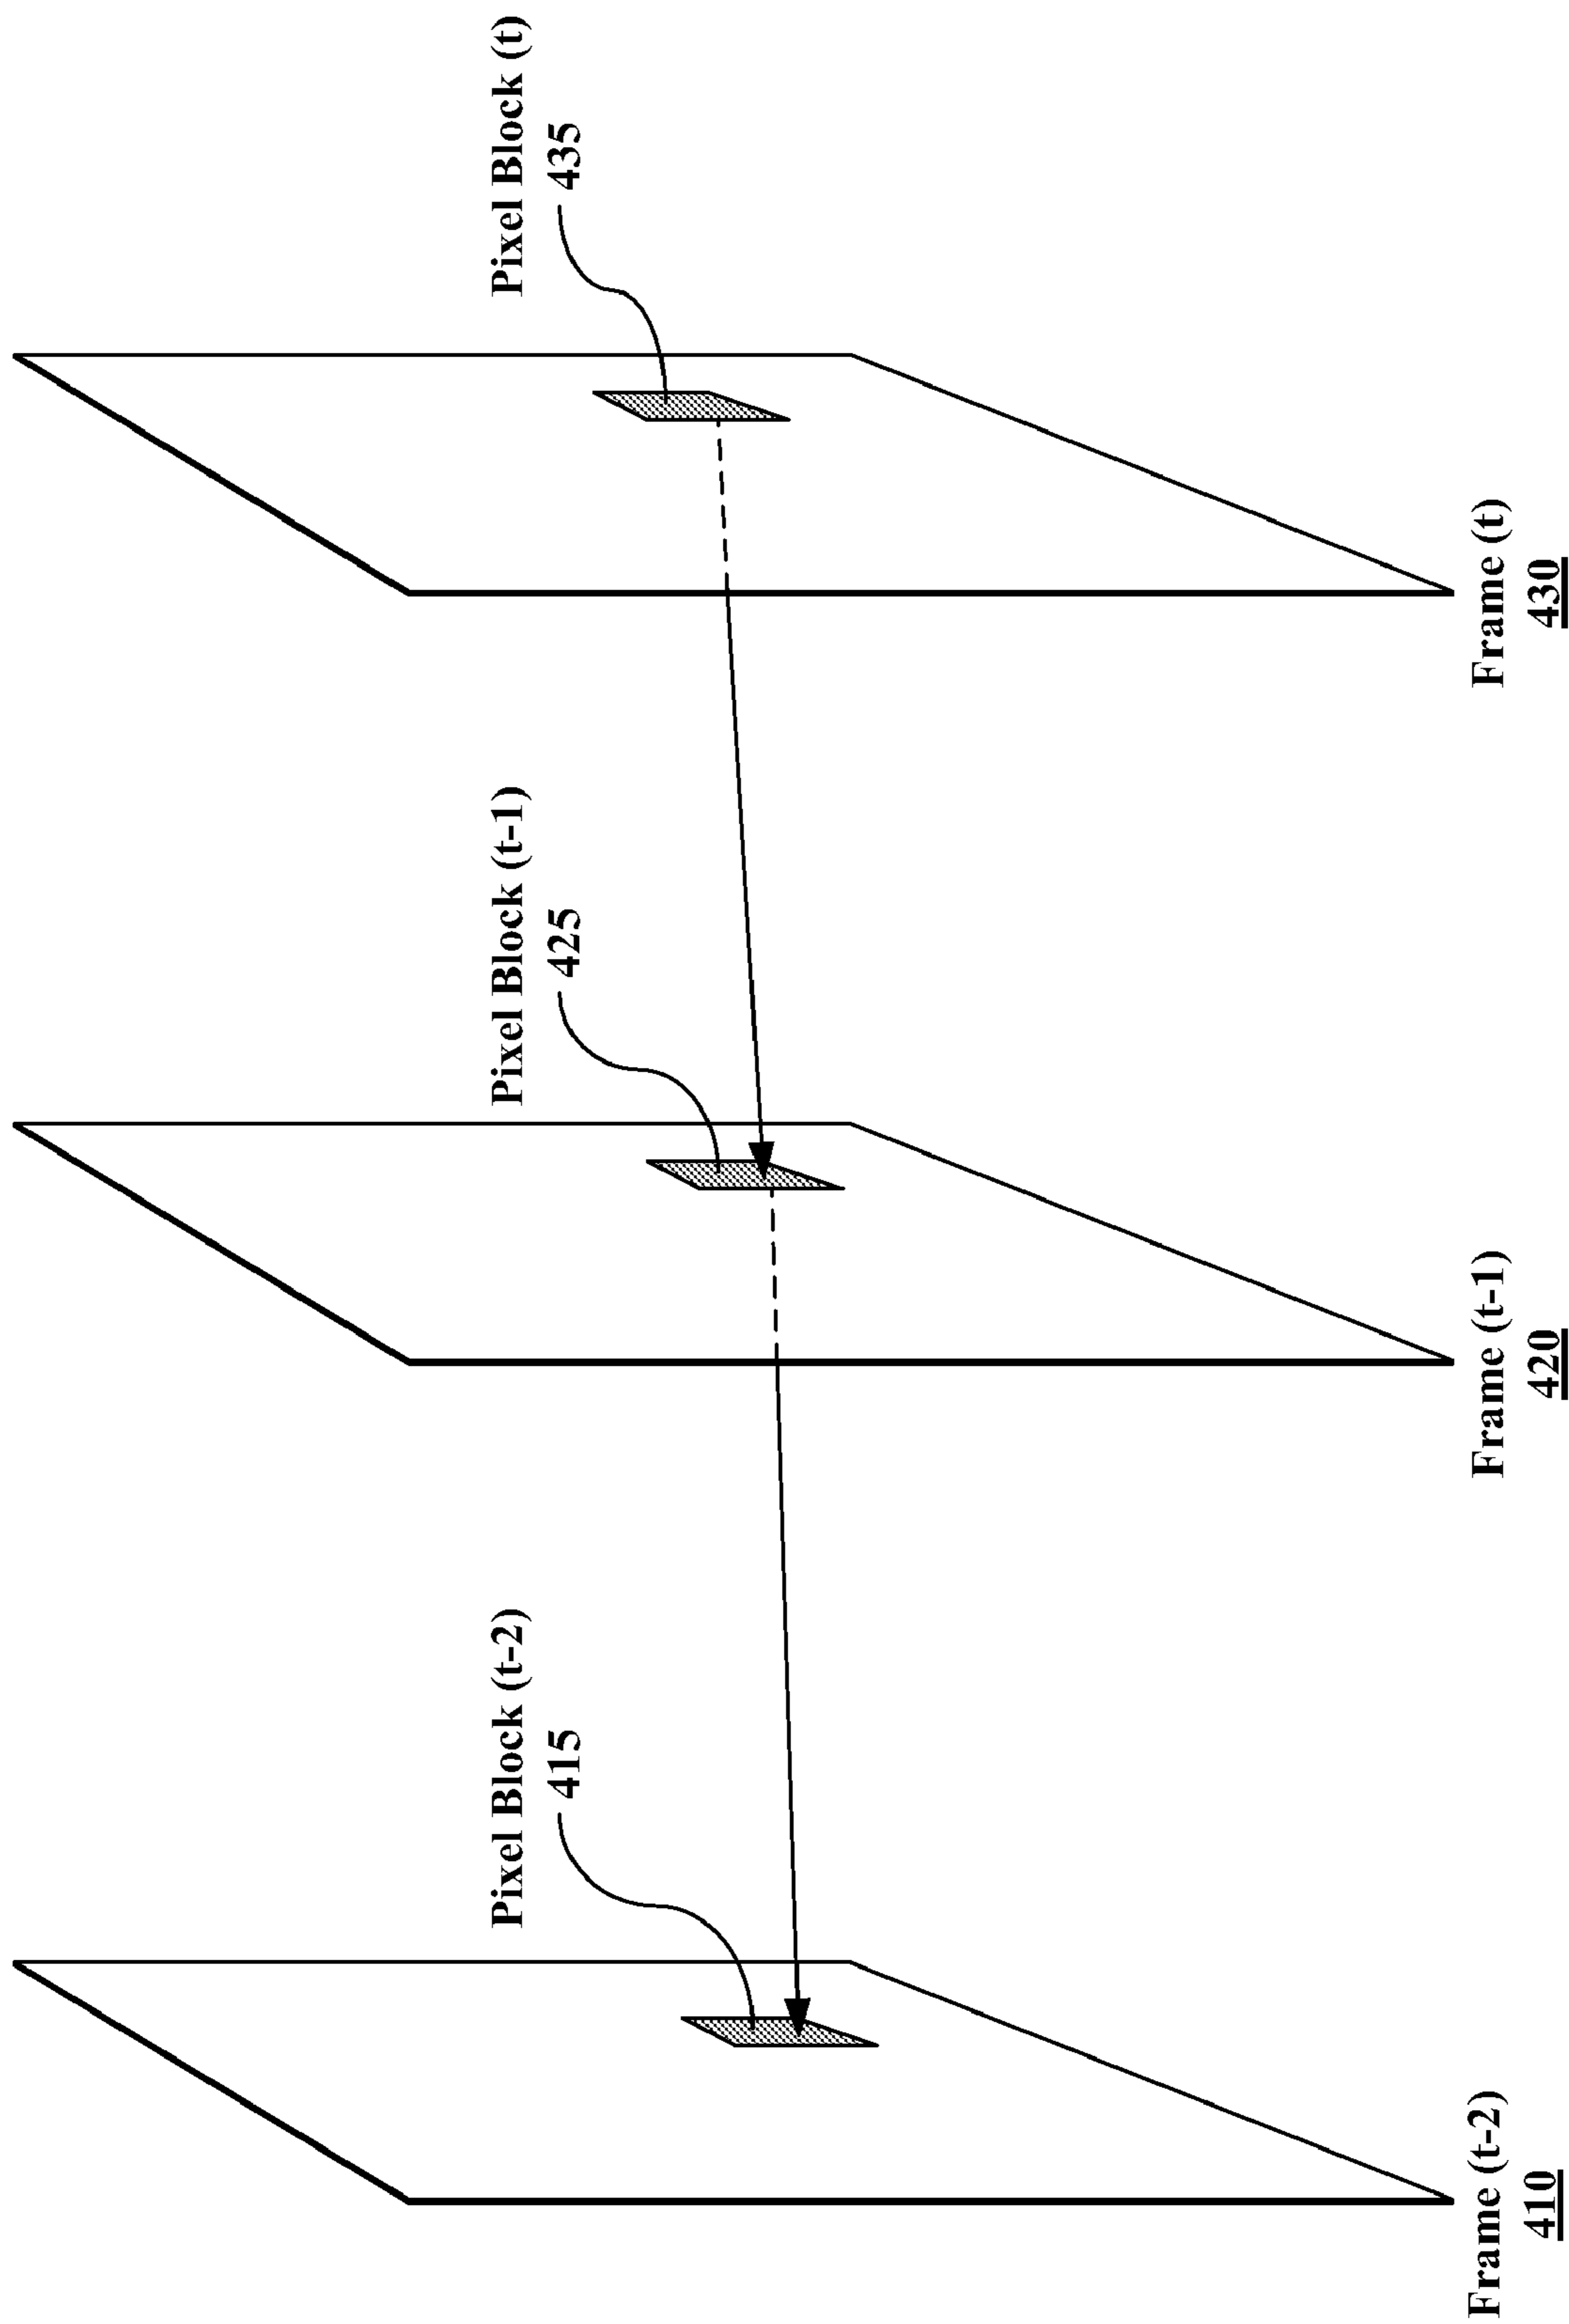 Pixel Block (t-2)
415
Pixel Block (t-1)
425
Pixel Block (t)
435
Frame (t-2)
410
Frame (t-1)
420
Frame (t)
430